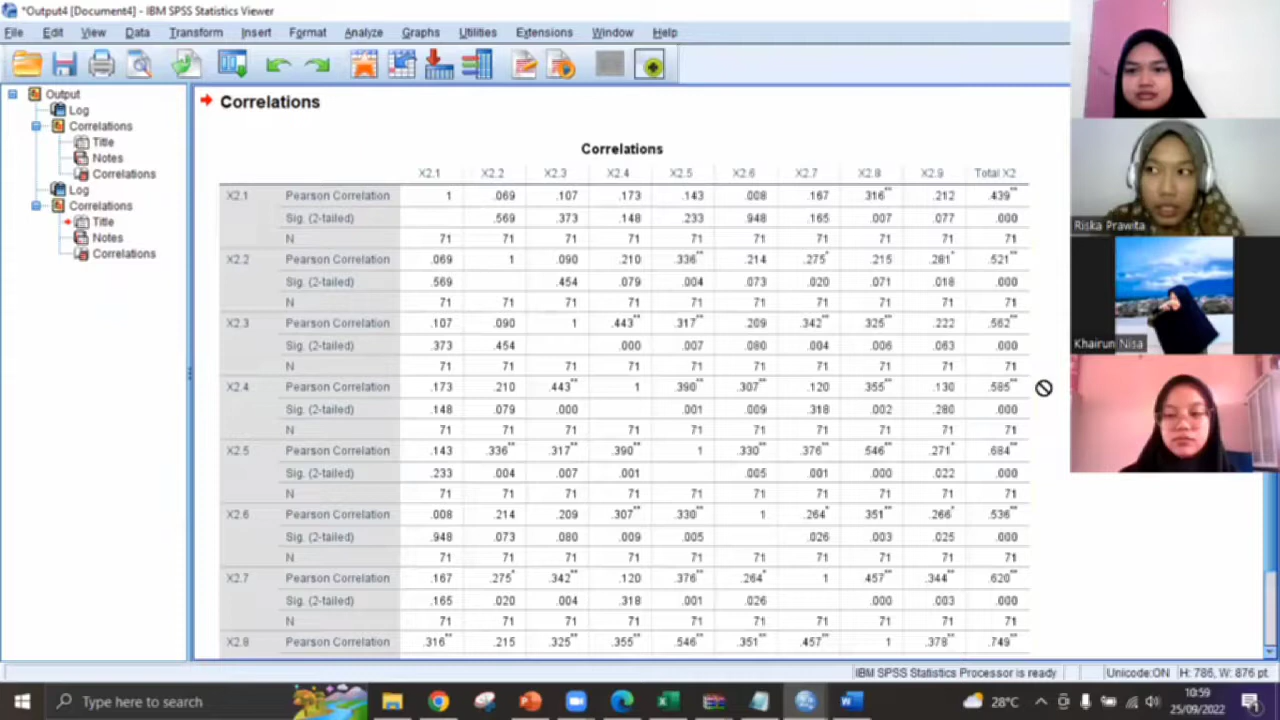 *Output4 [Document4] - IBM SPSS Statistics Viewer
File Edit View Data Transform Insert Format Analyze Graphs Utilities Extensions Window Help
Output
Log
Correlations
Title
Notes
Correlations
Log
Correlations
Title
Notes
Correlations
Correlations
Correlations
X2.1 X2.2 X2.3 X2.4 X2.5 X2.6 X2.7 X2.8 X2.9 Total X2
X2.1 Pearson Correlation 1 .069 .107 .173 .143 .008 .167 .316** .212 .439**
Sig. (2-tailed) .569 .373 .148 .233 .948 .165 .007 .077 .000
N 71 71 71 71 71 71 71 71 71 71
X2.2 Pearson Correlation .069 1 .090 .210 .336** .214 .275* .215 .281* .521**
Sig. (2-tailed) .569 .454 .079 .004 .073 .020 .071 .018 .000
N 71 71 71 71 71 71 71 71 71 71
X2.3 Pearson Correlation .107 .090 1 .443** .317** .209 .342** .325** .222 .562**
Sig. (2-tailed) .373 .454 .000 .007 .080 .004 .006 .063 .000
N 71 71 71 71 71 71 71 71 71 71
X2.4 Pearson Correlation .173 .210 .443** 1 .390** .307** .120 .355** .130 .585**
Sig. (2-tailed) .148 .079 .000 .001 .009 .318 .002 .280 .000
N 71 71 71 71 71 71 71 71 71 71
X2.5 Pearson Correlation .143 .336** .317** .390** 1 .330** .376** .546** .271* .684**
Sig. (2-tailed) .233 .004 .007 .001 .005 .001 .000 .022 .000
N 71 71 71 71 71 71 71 71 71 71
X2.6 Pearson Correlation .008 .214 .209 .307** .330** 1 .264* .351** .266* .536**
Sig. (2-tailed) .948 .073 .080 .009 .005 .026 .003 .025 .000
N 71 71 71 71 71 71 71 71 71 71
X2.7 Pearson Correlation .167 .275* .342** .120 .376** .264* 1 .457** .344** .620**
Sig. (2-tailed) .165 .020 .004 .318 .001 .026 .000 .003 .000
N 71 71 71 71 71 71 71 71 71 71
X2.8 Pearson Correlation .316** .215 .325** .355** .546** .351** .457** 1 .378** .749**
Riska Prawita
Khairun Nisa
IBM SPSS Statistics Processor is ready Unicode:ON H: 786, W: 876 pt
Type here to search
28°C
10:59
25/09/2022
1